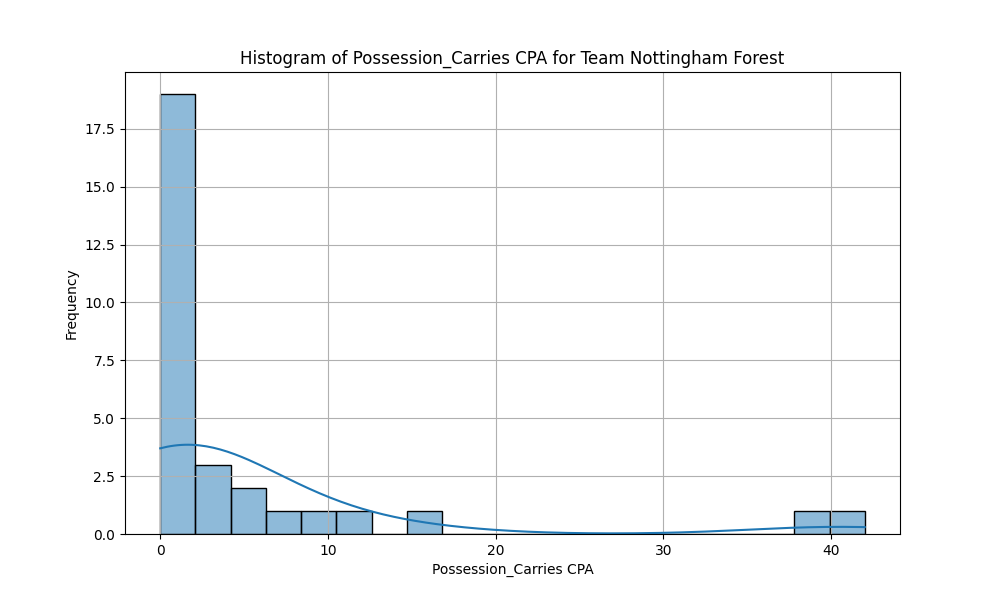 Histogram of Possession_Carries CPA for Team Nottingham Forest
17.5
15.0
12.5
10.0
7.5
5.0
2.5
0.0
Frequency
0 10 20 30 40
Possession_Carries CPA